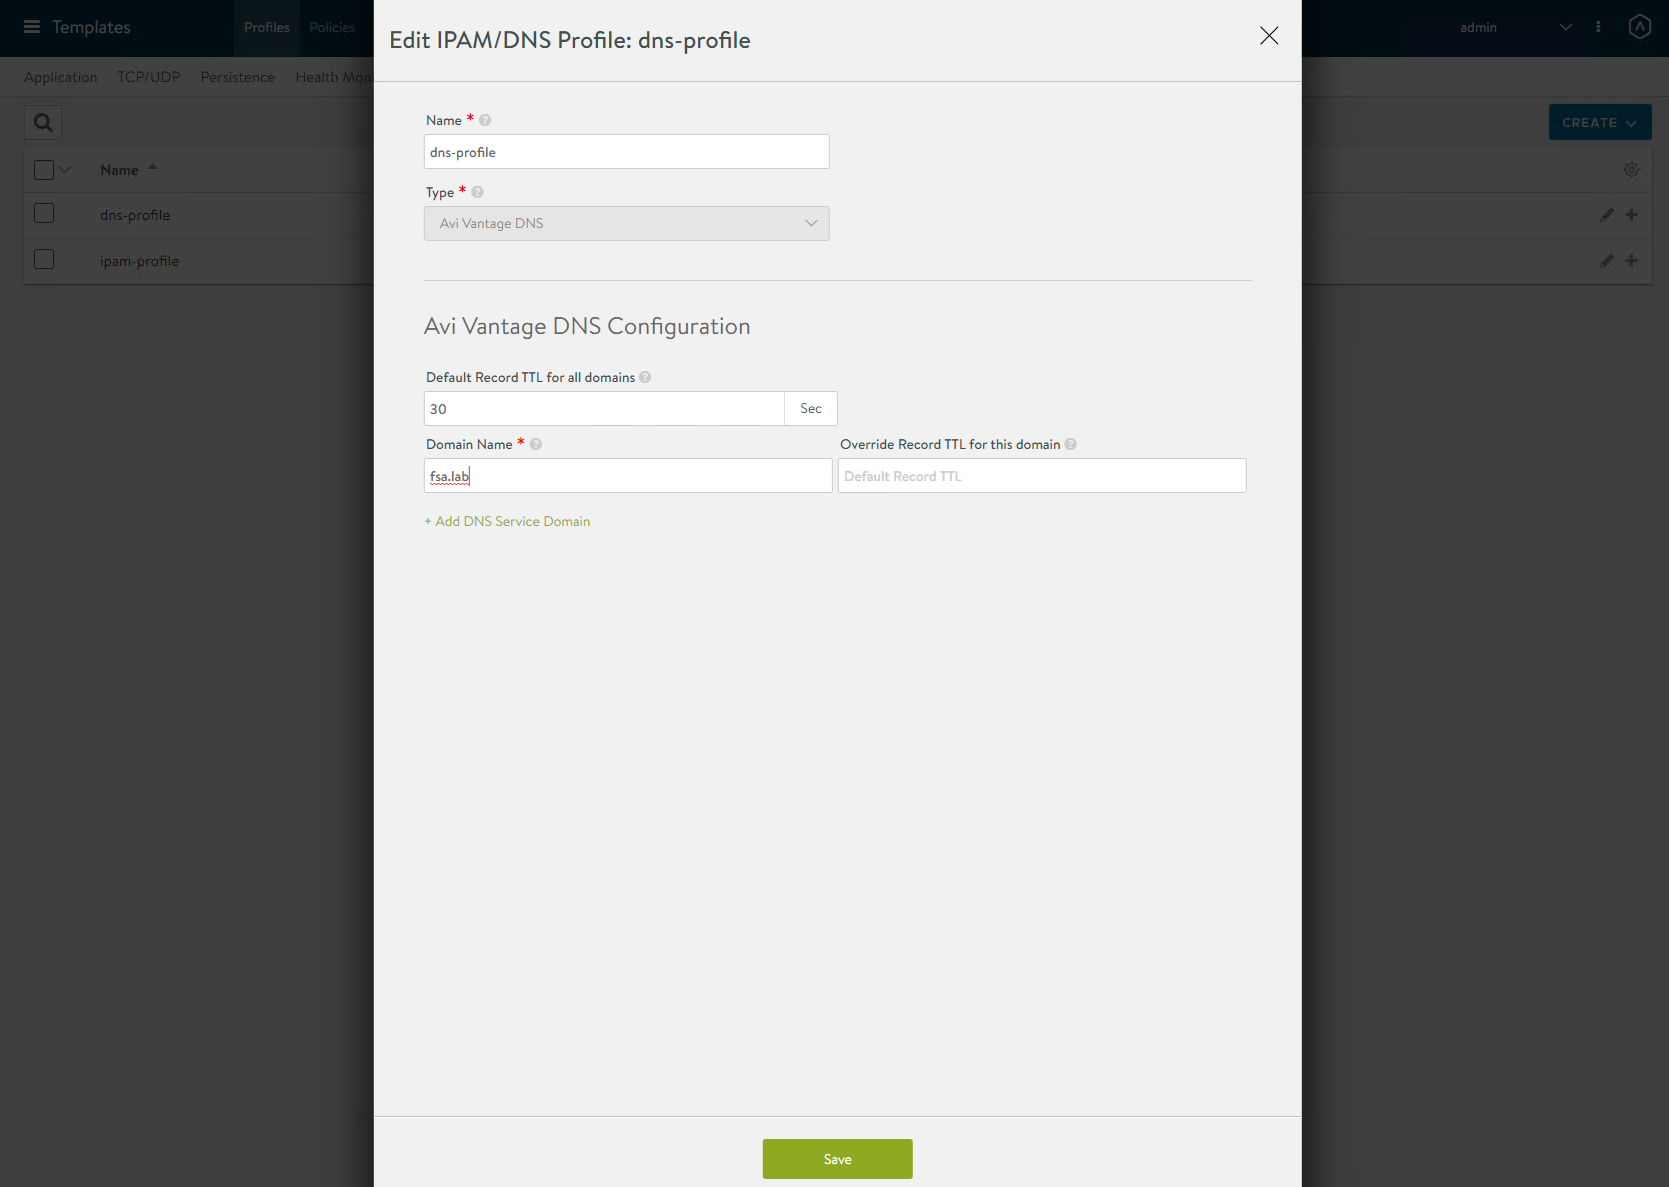 Templates
Profiles
Policies
admin
Application
TCP/UDP
Persistence
Health Mon
CREATE
Name
dns-profile
ipam-profile
Edit IPAM/DNS Profile: dns-profile
Name *
dns-profile
Type *
Avi Vantage DNS
Avi Vantage DNS Configuration
Default Record TTL for all domains
30
Sec
Domain Name *
Override Record TTL for this domain
fsa.lab
Default Record TTL
+ Add DNS Service Domain
Save